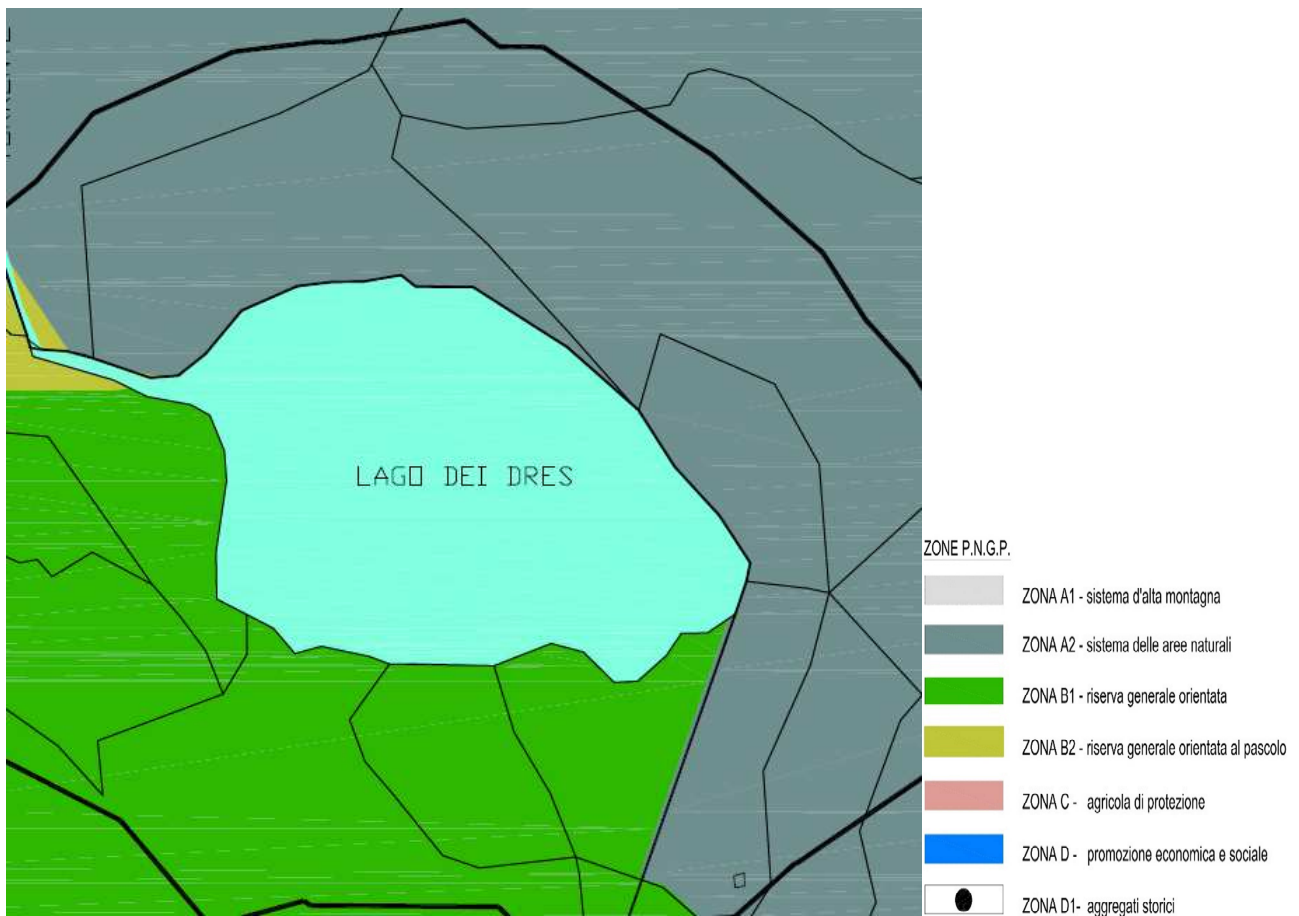 LAGO DEI DRES
ZONE P.N.G.P.
ZONA A1 - sistema d'alta montagna
ZONA A2 - sistema delle aree naturali
ZONA B1 - riserva generale orientata
ZONA B2 - riserva generale orientata al pascolo
ZONA C - agricola di protezione
ZONA D - promozione economica e sociale
ZONA D1- aggregati storici